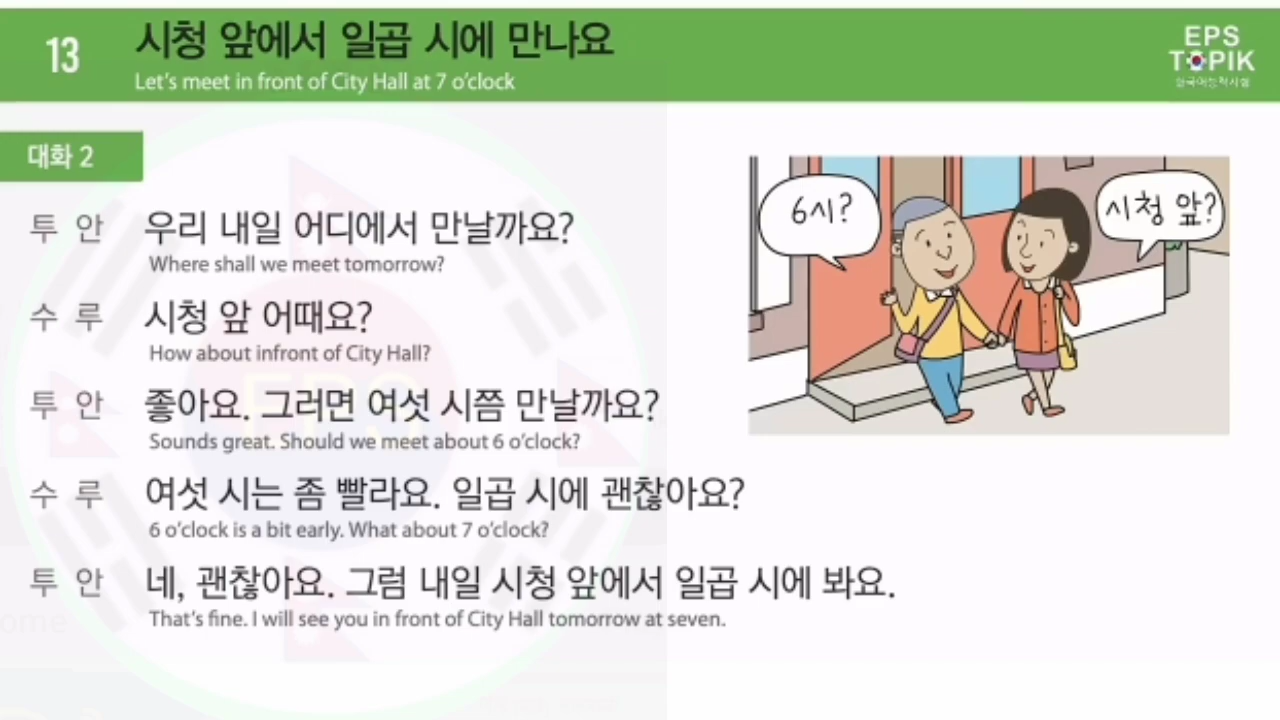 13
시청 앞에서 일곱 시에 만나요
Let's meet in front of City Hall at 7 o'clock
EPS
TOPIK
한국어능력시험
대화 2
투 안 우리 내일 어디에서 만날까요?
Where shall we meet tomorrow?
수 루 시청 앞 어때요?
How about infront of City Hall?
투 안 좋아요. 그러면 여섯 시쯤 만날까요?
Sounds great. Should we meet about 6 o'clock?
수 루 여섯 시는 좀 빨라요. 일곱 시에 괜찮아요?
6 o'clock is a bit early. What about 7 o'clock?
투 안 네, 괜찮아요. 그럼 내일 시청 앞에서 일곱 시에 봐요.
That's fine. I will see you in front of City Hall tomorrow at seven.
6시?
시청 앞?
EPS